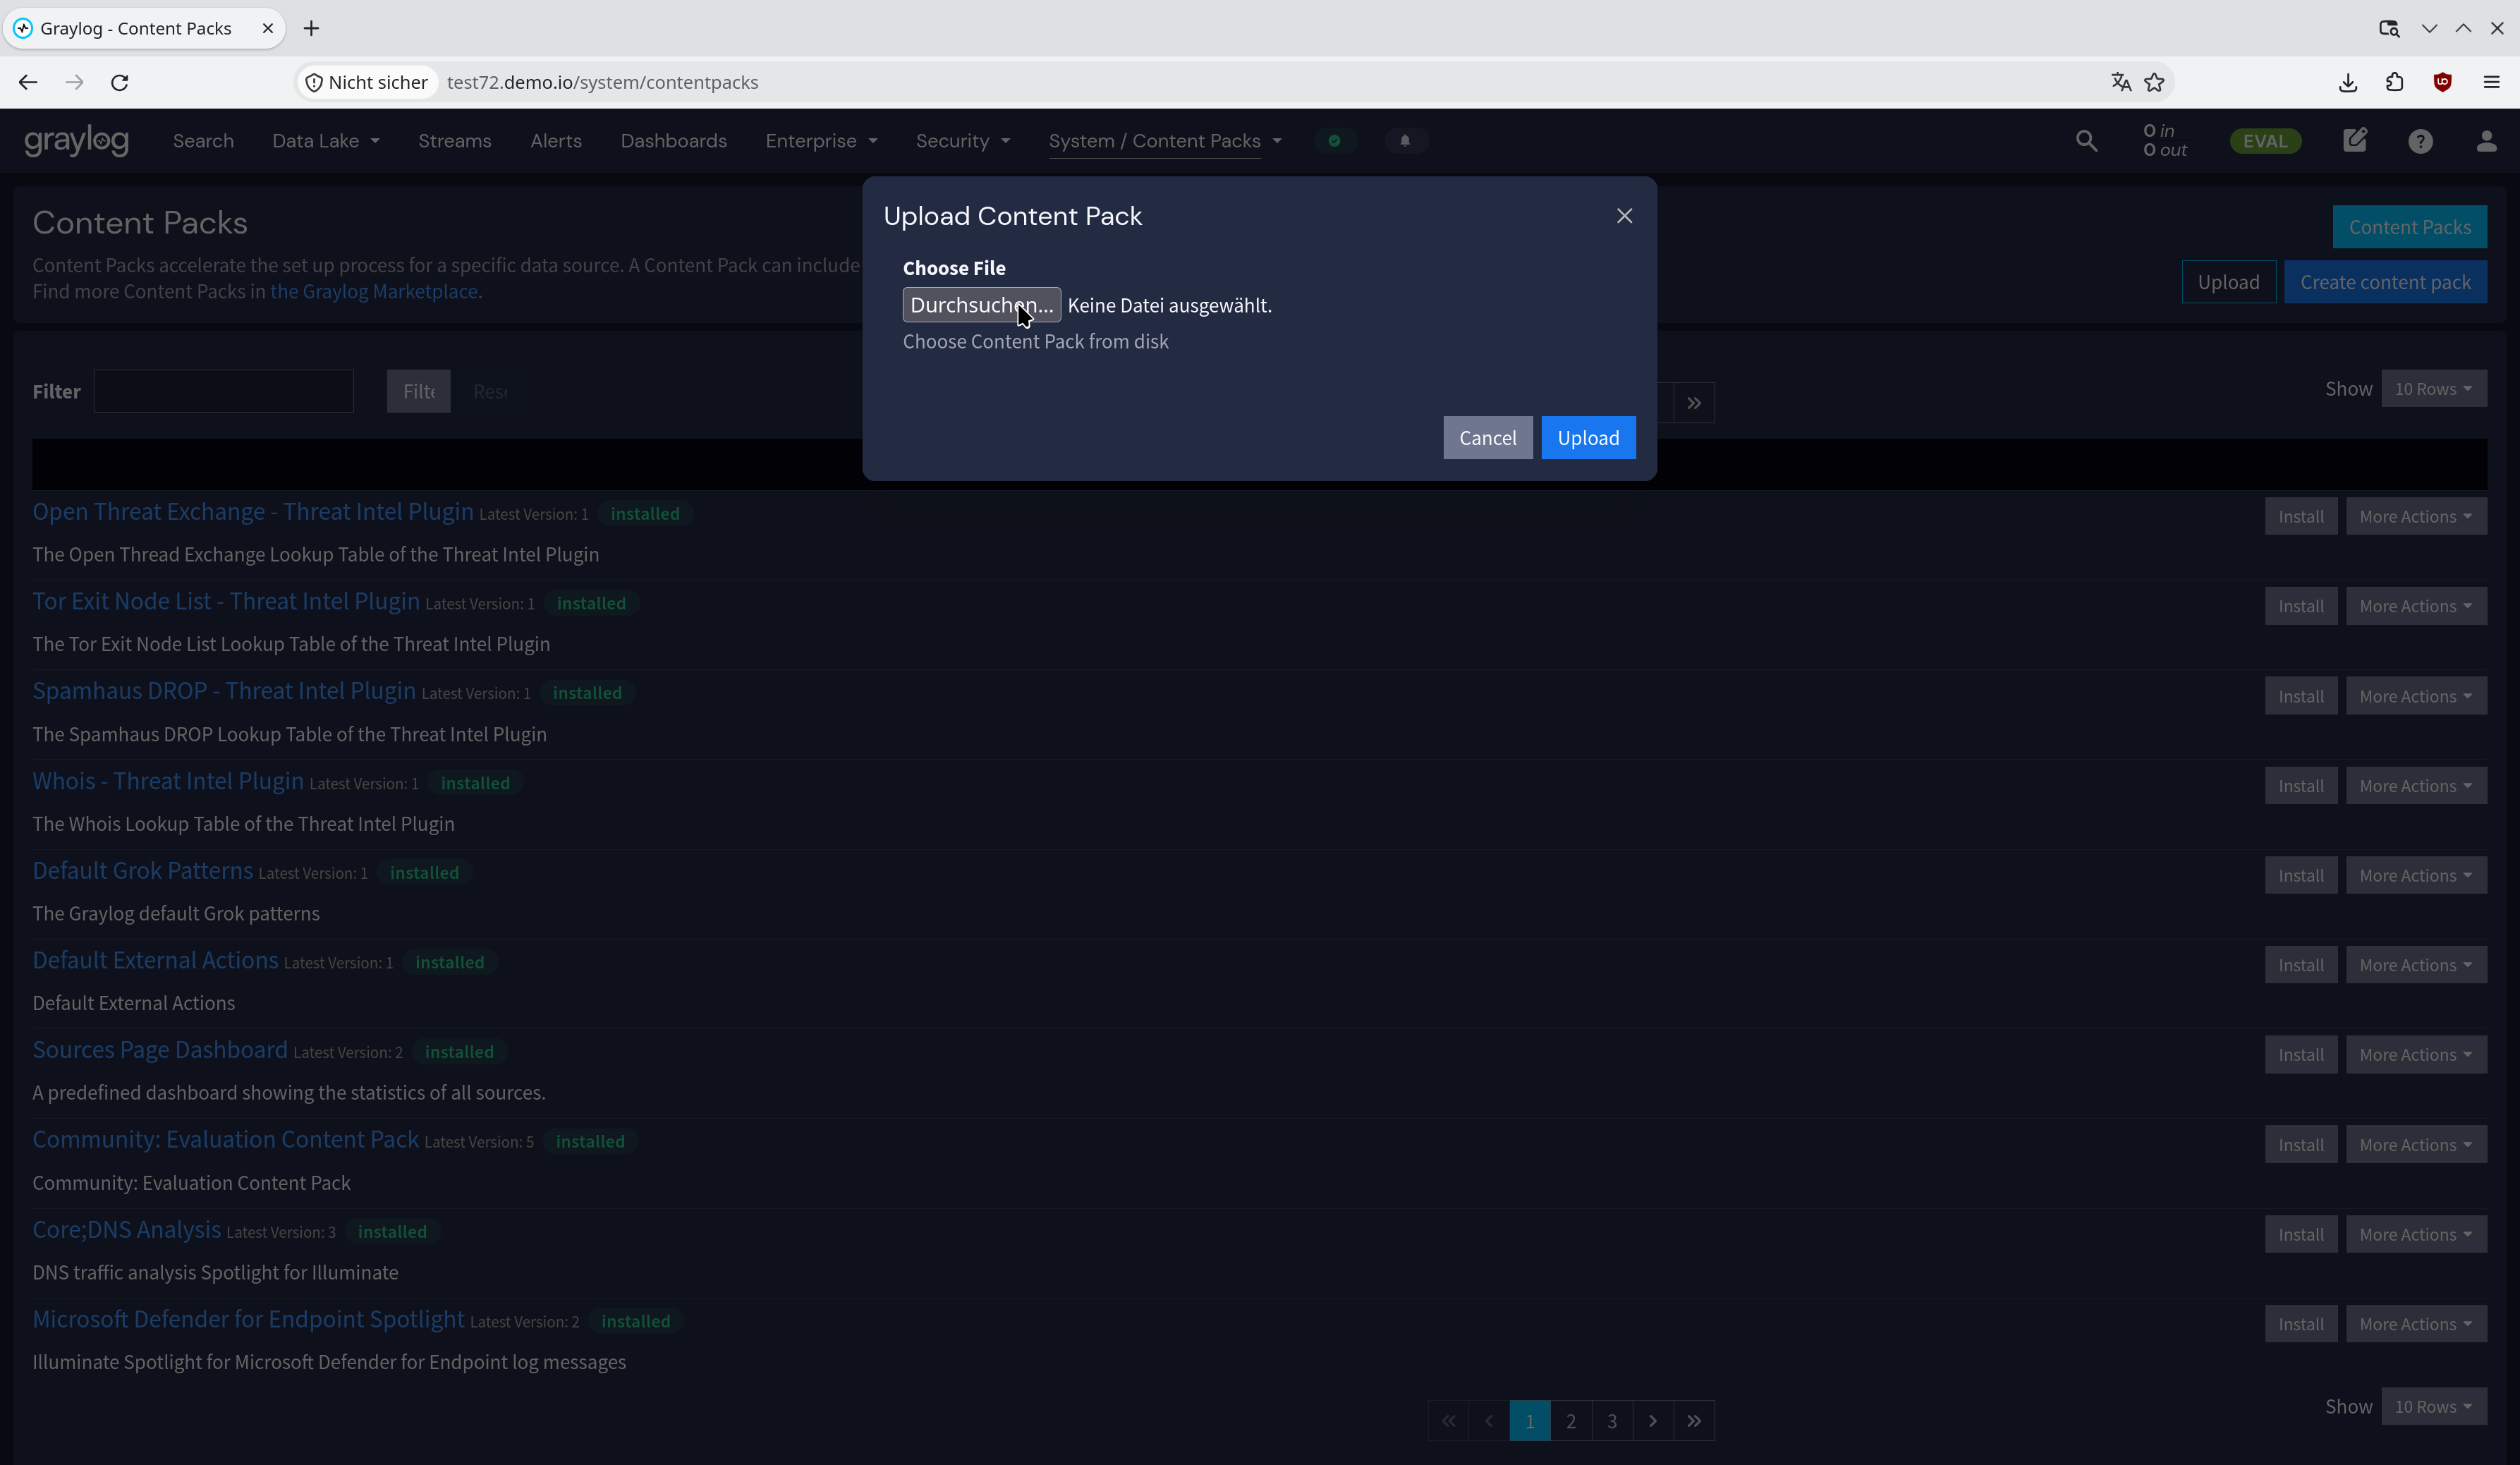 Graylog - Content Packs
Nicht sicher test72.demo.io/system/contentpacks
graylog Search Data Lake Streams Alerts Dashboards Enterprise Security System / Content Packs 0 in EVAL
0 out
Upload Content Pack
Choose File
Durchsuchen... Keine Datei ausgewählt.
Choose Content Pack from disk
Cancel Upload
Content Packs
Content Packs
Content Packs accelerate the set up process for a specific data source. A Content Pack can include
Find more Content Packs in the Graylog Marketplace.
Upload Create content pack
Filter Filte Rese » Show 10 Rows
Open Threat Exchange - Threat Intel Plugin Latest Version: 1 installed Install More Actions
The Open Thread Exchange Lookup Table of the Threat Intel Plugin
Tor Exit Node List - Threat Intel Plugin Latest Version: 1 installed Install More Actions
The Tor Exit Node List Lookup Table of the Threat Intel Plugin
Spamhaus DROP - Threat Intel Plugin Latest Version: 1 installed Install More Actions
The Spamhaus DROP Lookup Table of the Threat Intel Plugin
Whois - Threat Intel Plugin Latest Version: 1 installed Install More Actions
The Whois Lookup Table of the Threat Intel Plugin
Default Grok Patterns Latest Version: 1 installed Install More Actions
The Graylog default Grok patterns
Default External Actions Latest Version: 1 installed Install More Actions
Default External Actions
Sources Page Dashboard Latest Version: 2 installed Install More Actions
A predefined dashboard showing the statistics of all sources.
Community: Evaluation Content Pack Latest Version: 5 installed Install More Actions
Community: Evaluation Content Pack
Core;DNS Analysis Latest Version: 3 installed Install More Actions
DNS traffic analysis Spotlight for Illuminate
Microsoft Defender for Endpoint Spotlight Latest Version: 2 installed Install More Actions
Illuminate Spotlight for Microsoft Defender for Endpoint log messages
« ‹ 1 2 3 › » Show 10 Rows